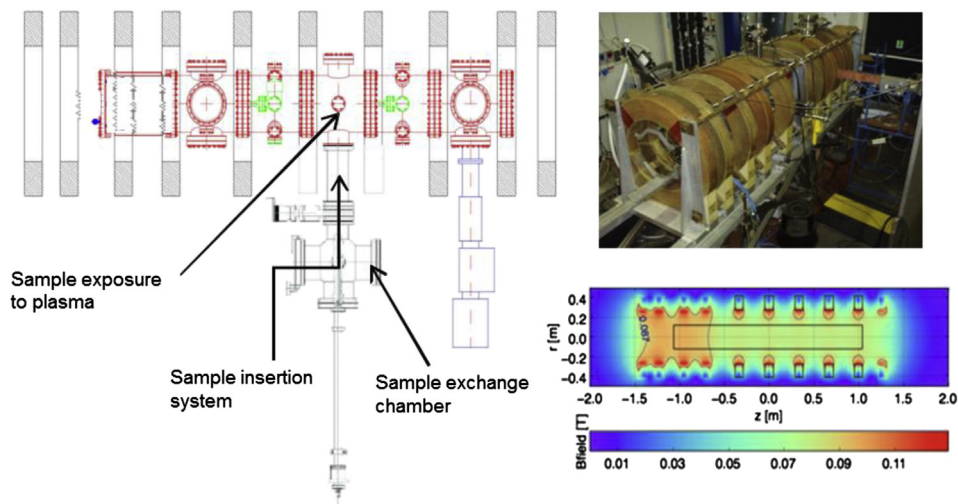 Sample exposure
to plasma
Sample insertion
system
Sample exchange
chamber
r [m]
0.4
0.2
0.0
-0.2
-0.4
0.087
-2.0 -1.5 -1.0 -0.5 0.0 0.5 1.0 1.5 2.0
z [m]
Bfield [T]
0.01 0.03 0.05 0.07 0.09 0.11